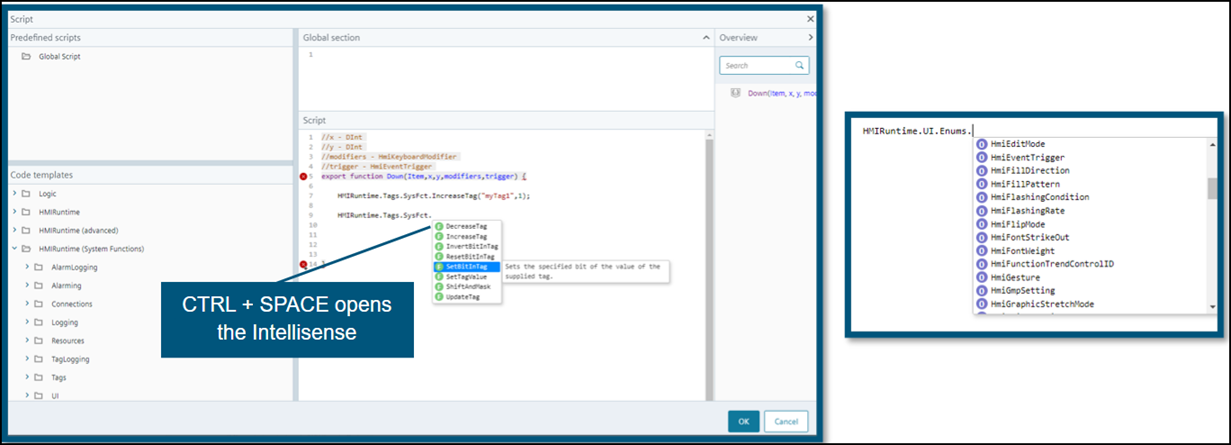 Script
Predefined scripts
Global Script
Code templates
Logic
HMIRuntime
HMIRuntime (advanced)
HMIRuntime (System Functions)
AlarmLogging
Alarming
Connections
Logging
Resources
TagLogging
Tags
UI
Global section
1
Script
1 //x - DInt
2 //y - DInt
3 //modifiers - HmiKeyboardModifier
4 //trigger - HmiEventTrigger
5 export function Down(Item,x,y,modifiers,trigger) {
6
7 HMIRuntime.Tags.SysFct.IncreaseTag("myTag1",1);
8
9 HMIRuntime.Tags.SysFct.
10
11
12
13
14 }
DecreaseTag
IncreaseTag
InvertBitInTag
ResetBitInTag
SetBitInTag
SetTagValue
ShiftAndMask
UpdateTag
Sets the specified bit of the value of the
supplied tag.
CTRL + SPACE opens
the Intellisense
Overview
Search
Down(Item, x, y, mo
OK
Cancel
HMIRuntime.UI.Enums.
HmiEditMode
HmiEventTrigger
HmiFillDirection
HmiFillPattern
HmiFlashingCondition
HmiFlashingRate
HmiFlipMode
HmiFontStrikeOut
HmiFontWeight
HmiFunctionTrendControlID
HmiGesture
HmiGmpSetting
HmiGraphicStretchMode